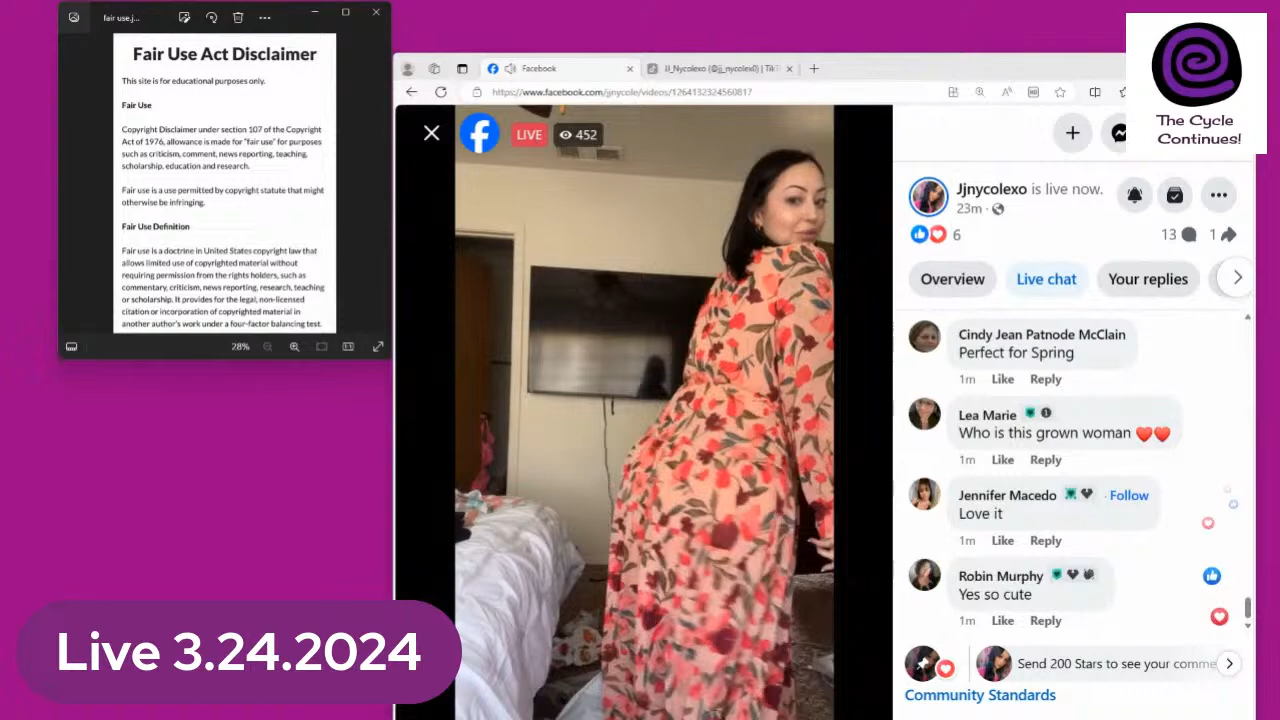 fair use.j...
Fair Use Act Disclaimer
This site is for educational purposes only.
Fair Use
Copyright Disclaimer under section 107 of the Copyright
Act of 1976, allowance is made for "fair use" for purposes
such as criticism, comment, news reporting, teaching,
scholarship, education and research.
Fair use is a use permitted by copyright statute that might
otherwise be infringing.
Fair Use Definition
Fair use is a doctrine in United States copyright law that
allows limited use of copyrighted material without
requiring permission from the rights holders, such as
commentary, criticism, news reporting, research, teaching
or scholarship. It provides for the legal, non-licensed
citation or incorporation of copyrighted material in
another author's work under a four-factor balancing test.
28%
Facebook
JJ_Nycolexo (@jj_nycolex0) | TikT
https://www.facebook.com/jjnycole/videos/1264132324560817
The Cycle
Continues!
LIVE
452
Jjnycolexo is live now.
23m
6
13
1
Overview
Live chat
Your replies
Cindy Jean Patnode McClain
Perfect for Spring
1m Like Reply
Lea Marie
Who is this grown woman ♥️♥️
1m Like Reply
Jennifer Macedo · Follow
Love it
1m Like Reply
Robin Murphy
Yes so cute
1m Like Reply
Send 200 Stars to see your comme
Community Standards
Live 3.24.2024